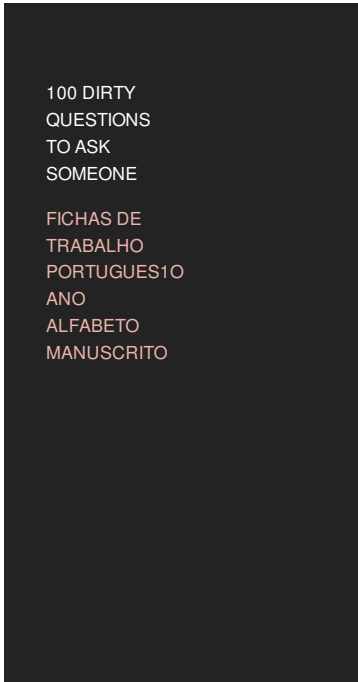 100 DIRTY
QUESTIONS
TO ASK
SOMEONE
FICHAS DE
TRABALHO
PORTUGUES1O
ANO
ALFABETO
MANUSCRITO